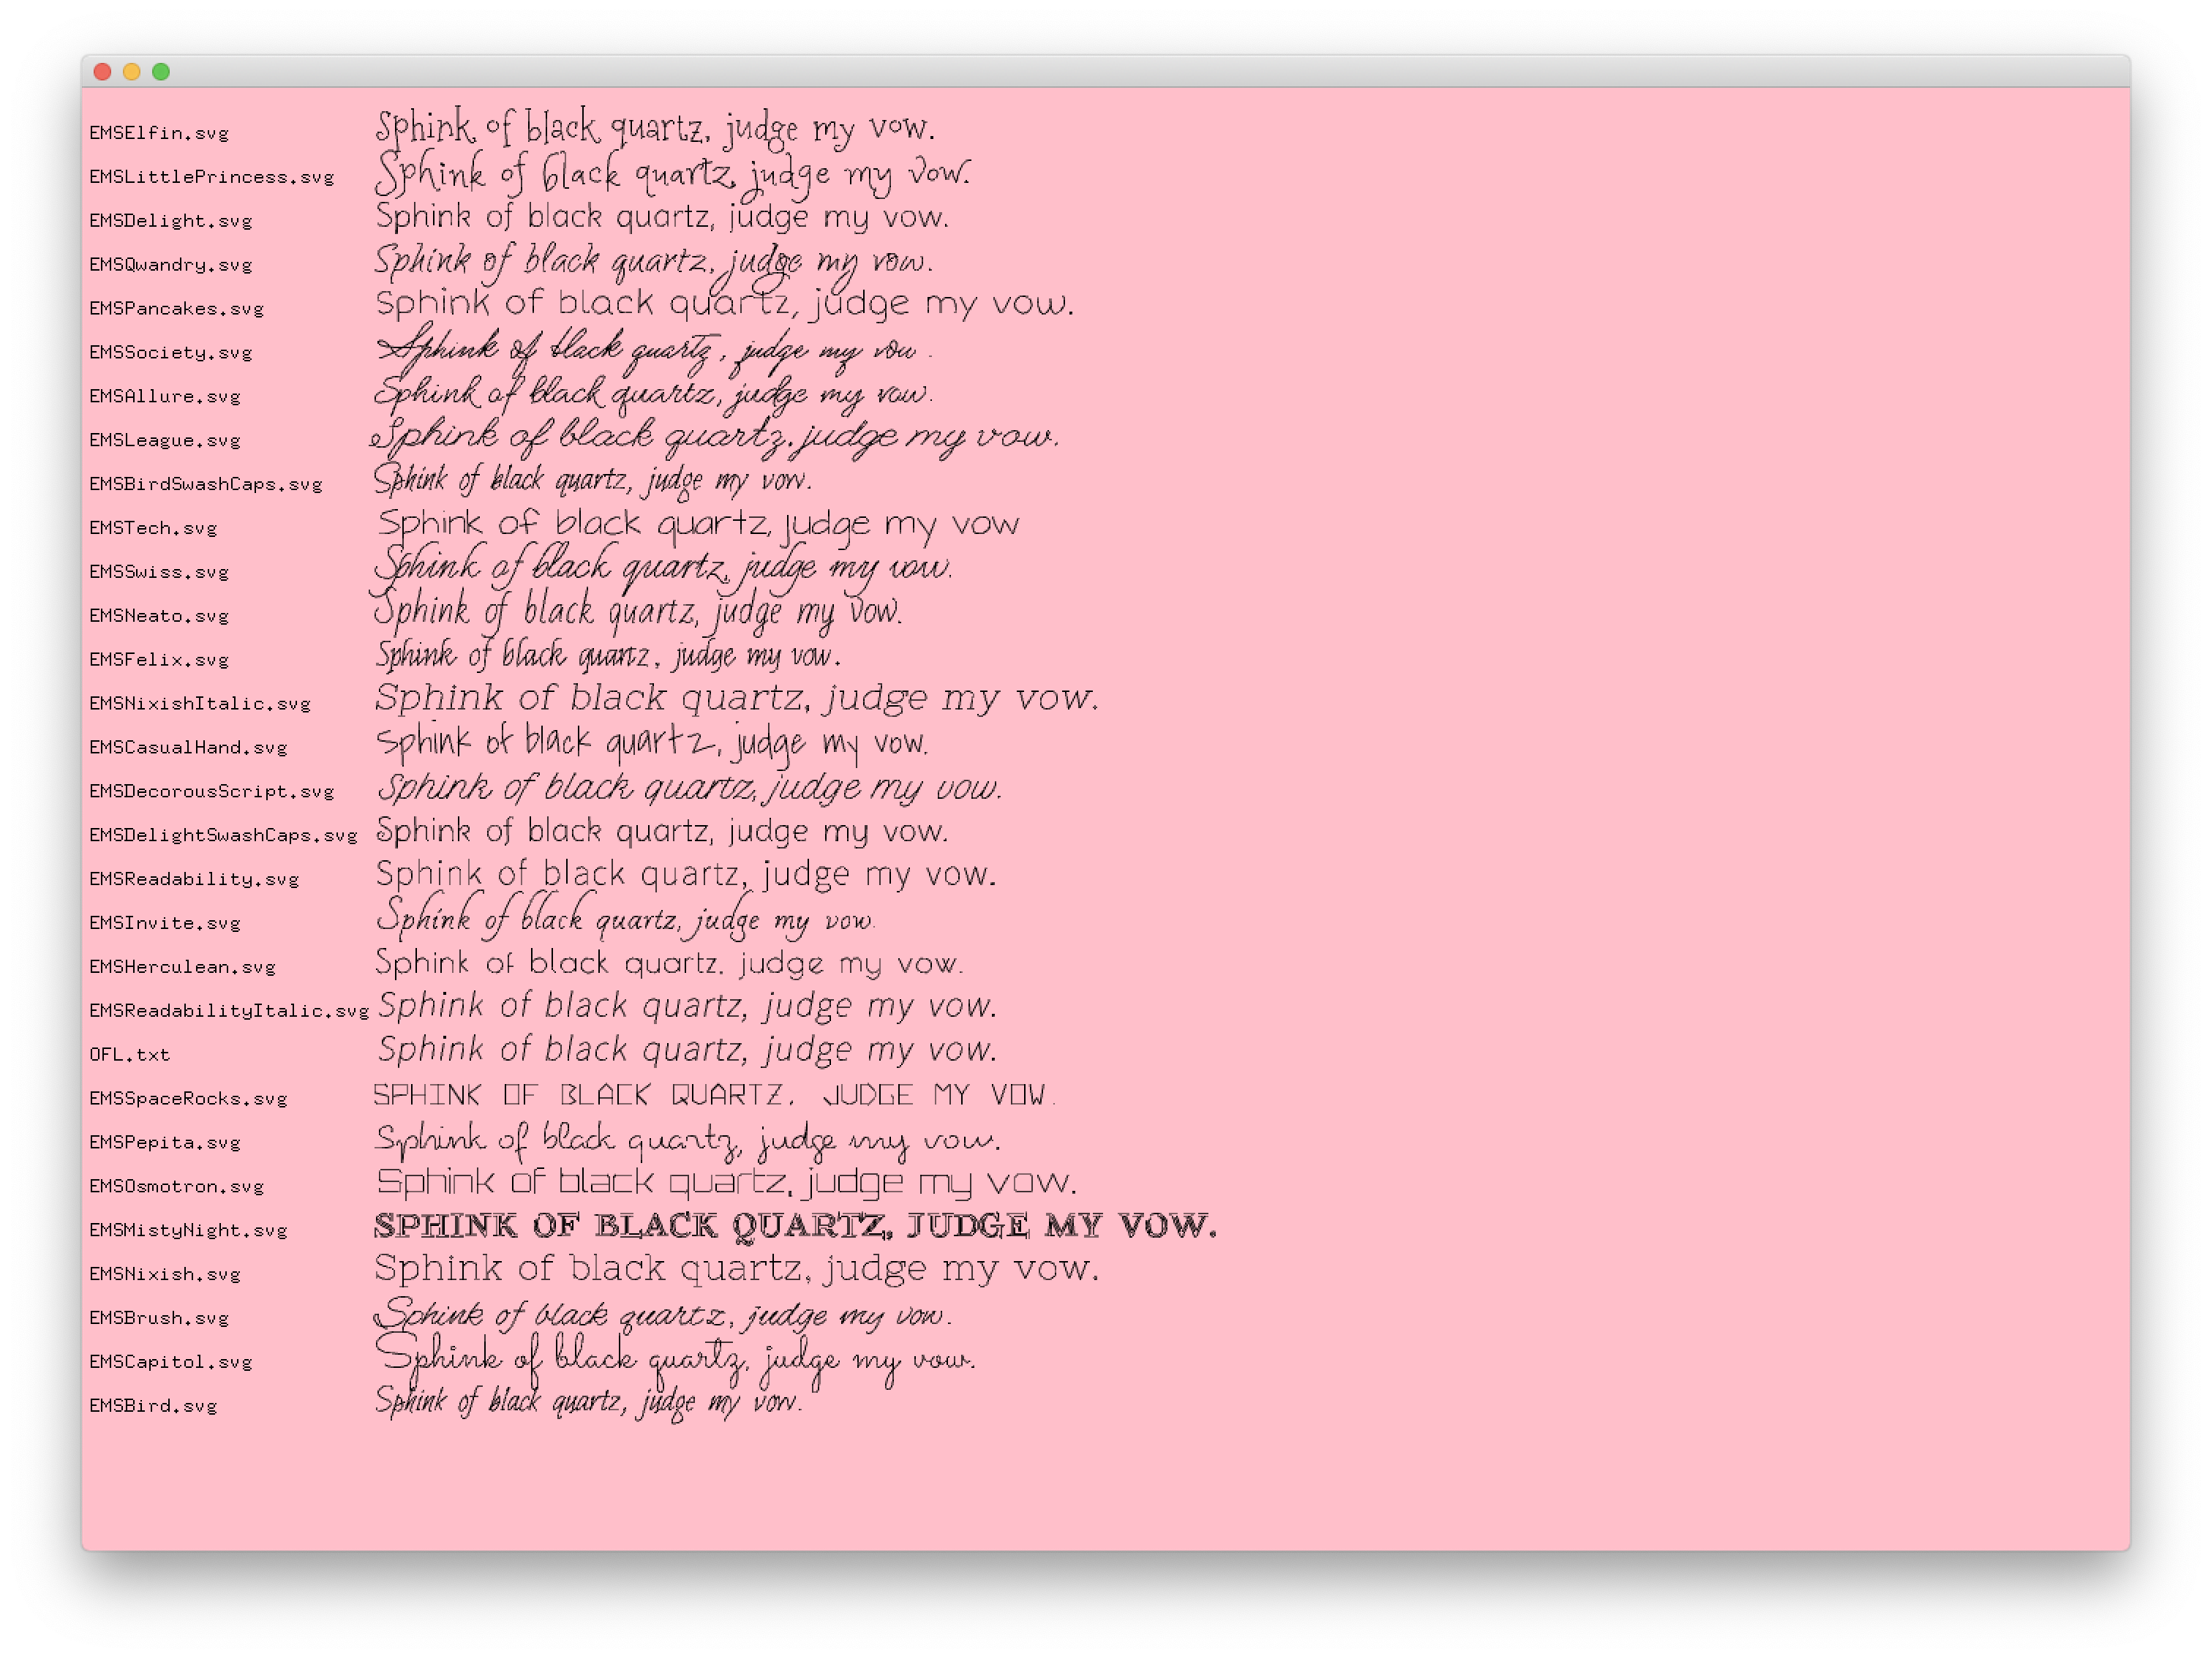 EMSElfin.svg Sphink of black quartz, judge my vow.
EMSLittlePrincess.svg Sphink of black quartz, judge my vow.
EMSDelight.svg Sphink of black quartz, judge my vow.
EMSQwandry.svg Sphink of black quartz, judge my vow.
EMSPancakes.svg Sphink of black quartz, judge my vow.
EMSSociety.svg Sphink of black quartz, judge my vow.
EMSAllure.svg Sphink of black quartz, judge my vow.
EMSLeague.svg Sphink of black quartz, judge my vow.
EMSBirdSwashCaps.svg Sphink of black quartz, judge my vow.
EMSTech.svg Sphink of black quartz, judge my vow
EMSSwiss.svg Sphink of black quartz, judge my vow.
EMSNeato.svg Sphink of black quartz, judge my vow.
EMSFelix.svg Sphink of black quartz, judge my vow.
EMSNixishItalic.svg Sphink of black quartz, judge my vow.
EMSCasualHand.svg Sphink of black quartz, judge my vow.
EMSDecorousScript.svg Sphink of black quartz, judge my vow.
EMSDelightSwashCaps.svg Sphink of black quartz, judge my vow.
EMSReadability.svg Sphink of black quartz, judge my vow.
EMSInvite.svg Sphink of black quartz, judge my vow.
EMSHerculean.svg Sphink of black quartz, judge my vow.
EMSReadabilityItalic.svg Sphink of black quartz, judge my vow.
OFL.txt Sphink of black quartz, judge my vow.
EMSSpaceRocks.svg SPHINK OF BLACK QUARTZ, JUDGE MY VOW.
EMSPepita.svg Sphink of black quartz, judge my vow.
EMSOsmotron.svg Sphink of black quartz, judge my vow.
EMSMistyNight.svg SPHINK OF BLACK QUARTZ, JUDGE MY VOW.
EMSNixish.svg Sphink of black quartz, judge my vow.
EMSBrush.svg Sphink of black quartz, judge my vow.
EMSCapitol.svg Sphink of black quartz, judge my vow.
EMSBird.svg Sphink of black quartz, judge my vow.